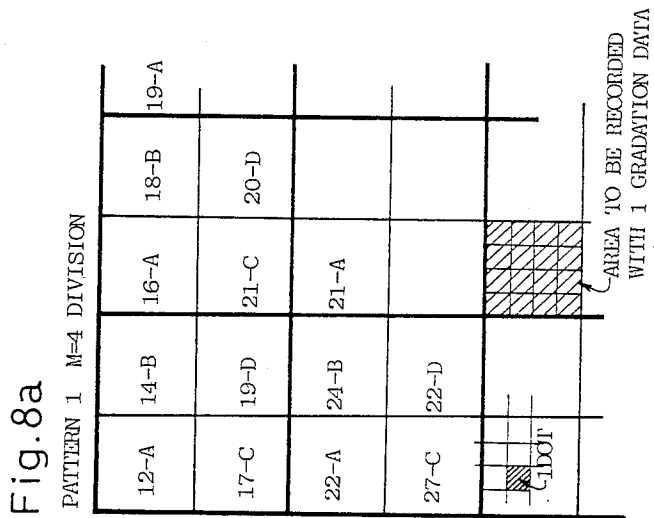 Fig.8a
PATTERN 1 M=4 DIVISION
12-A 14-B 16-A 18-B 19-A
17-C 19-D 21-C 20-D
22-A 24-B 21-A
27-C 22-D
1DOT
AREA TO BE RECORDED
WITH 1 GRADATION DATA